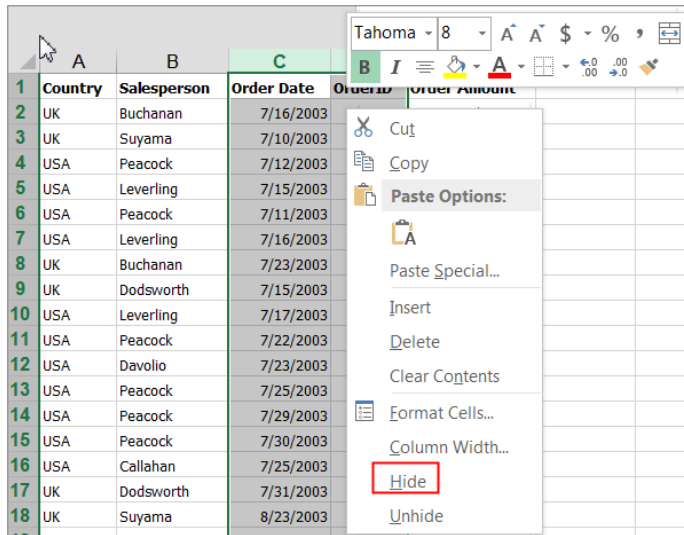 Tahoma 8 A A $ % ,
B I A .00 .00
A B C
1 Country Salesperson Order Date OrderID Order Amount
2 UK Buchanan 7/16/2003
3 UK Suyama 7/10/2003
4 USA Peacock 7/12/2003
5 USA Leverling 7/15/2003
6 USA Peacock 7/11/2003
7 USA Leverling 7/16/2003
8 UK Buchanan 7/23/2003
9 UK Dodsworth 7/15/2003
10 USA Leverling 7/17/2003
11 USA Peacock 7/22/2003
12 USA Davolio 7/23/2003
13 USA Peacock 7/25/2003
14 USA Peacock 7/29/2003
15 USA Peacock 7/30/2003
16 USA Callahan 7/25/2003
17 UK Dodsworth 7/31/2003
18 UK Suyama 8/23/2003
Cut
Copy
Paste Options:
A
Paste Special...
Insert
Delete
Clear Contents
Format Cells...
Column Width...
Hide
Unhide